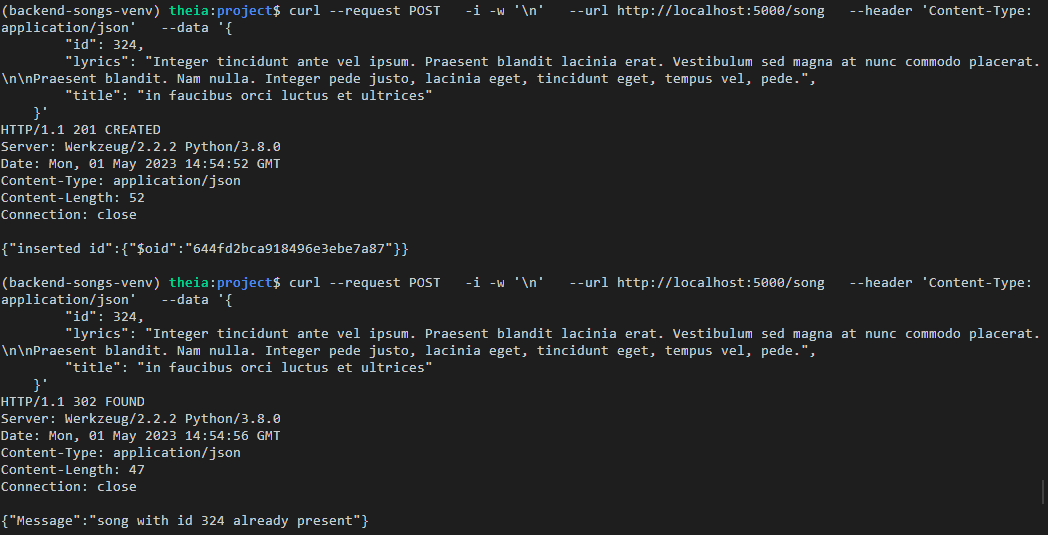 (backend-songs-venv) theia:project$ curl --request POST   -i -w '\n'   --url http://localhost:5000/song   --header 'Content-Type:
application/json'   --data '{
        "id": 324,
        "lyrics": "Integer tincidunt ante vel ipsum. Praesent blandit lacinia erat. Vestibulum sed magna at nunc commodo placerat.
\n\nPraesent blandit. Nam nulla. Integer pede justo, lacinia eget, tincidunt eget, tempus vel, pede.",
        "title": "in faucibus orci luctus et ultrices"
    }'
HTTP/1.1 201 CREATED
Server: Werkzeug/2.2.2 Python/3.8.0
Date: Mon, 01 May 2023 14:54:52 GMT
Content-Type: application/json
Content-Length: 52
Connection: close

{"inserted id":{"$oid":"644fd2bca918496e3ebe7a87"}}

(backend-songs-venv) theia:project$ curl --request POST   -i -w '\n'   --url http://localhost:5000/song   --header 'Content-Type:
application/json'   --data '{
        "id": 324,
        "lyrics": "Integer tincidunt ante vel ipsum. Praesent blandit lacinia erat. Vestibulum sed magna at nunc commodo placerat.
\n\nPraesent blandit. Nam nulla. Integer pede justo, lacinia eget, tincidunt eget, tempus vel, pede.",
        "title": "in faucibus orci luctus et ultrices"
    }'
HTTP/1.1 302 FOUND
Server: Werkzeug/2.2.2 Python/3.8.0
Date: Mon, 01 May 2023 14:54:56 GMT
Content-Type: application/json
Content-Length: 47
Connection: close

{"Message":"song with id 324 already present"}